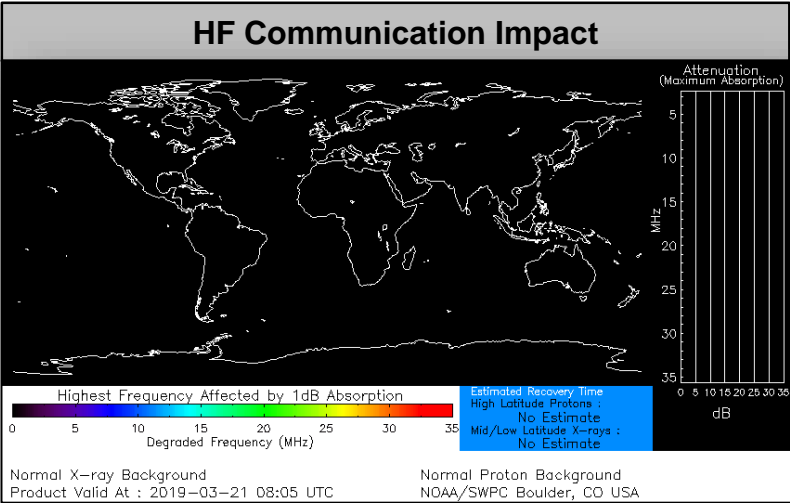 HF Communication Impact
Attenuation
(Maximum Absorption)
5
10
15
20
25
30
35
MHz
0 5 10 15 20 25 30 35
dB
Highest Frequency Affected by 1dB Absorption
0 5 10 15 20 25 30 35
Degraded Frequency (MHz)
Estimated Recovery Time
High Latitude Protons :
No Estimate
Mid/Low Latitude X-rays :
No Estimate
Normal X-ray Background
Normal Proton Background
Product Valid At : 2019-03-21 08:05 UTC
NOAA/SWPC Boulder, CO USA